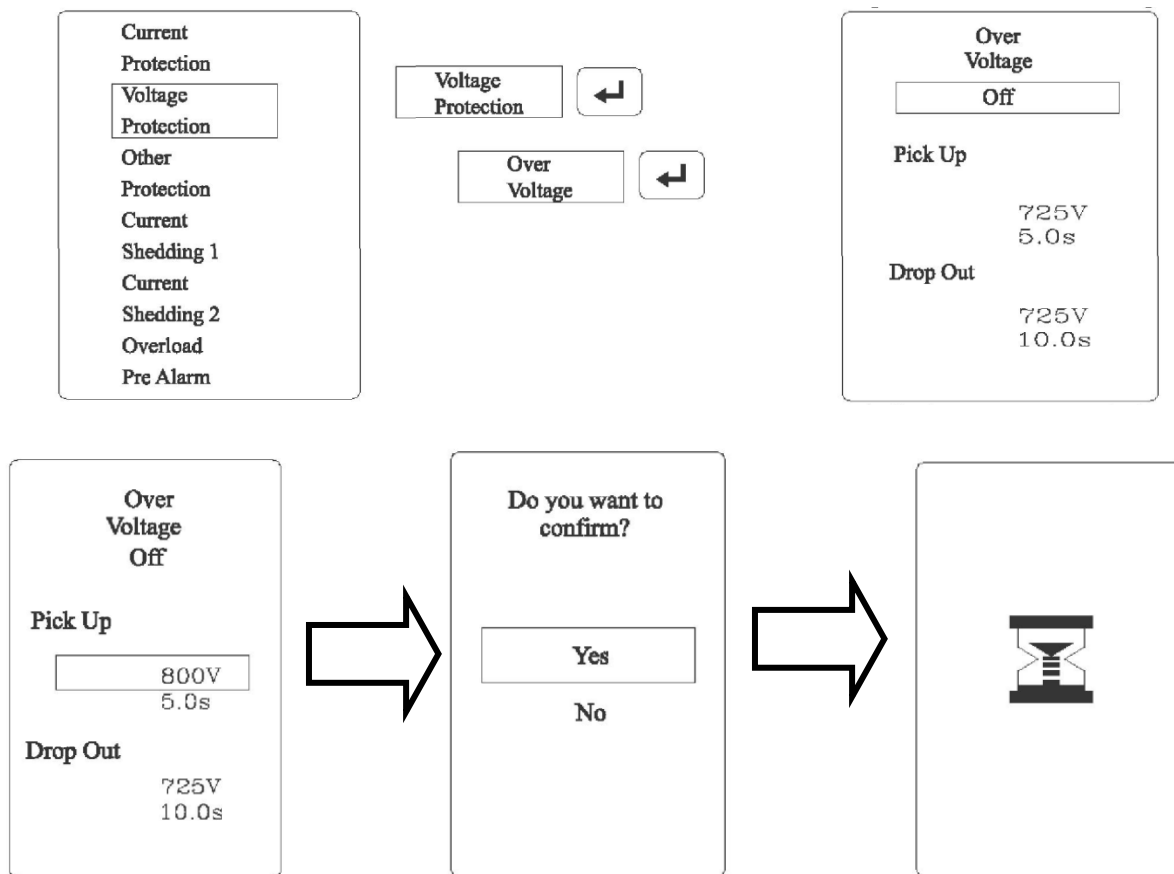 Current
Protection
Voltage
Protection
Other
Protection
Current
Shedding 1
Current
Shedding 2
Overload
Pre Alarm
Voltage
Protection
Over
Voltage
Over
Voltage
Off
Pick Up
725V
5.0s
Drop Out
725V
10.0s
Over
Voltage
Off
Pick Up
800V
5.0s
Drop Out
725V
10.0s
Do you want to
confirm?
Yes
No